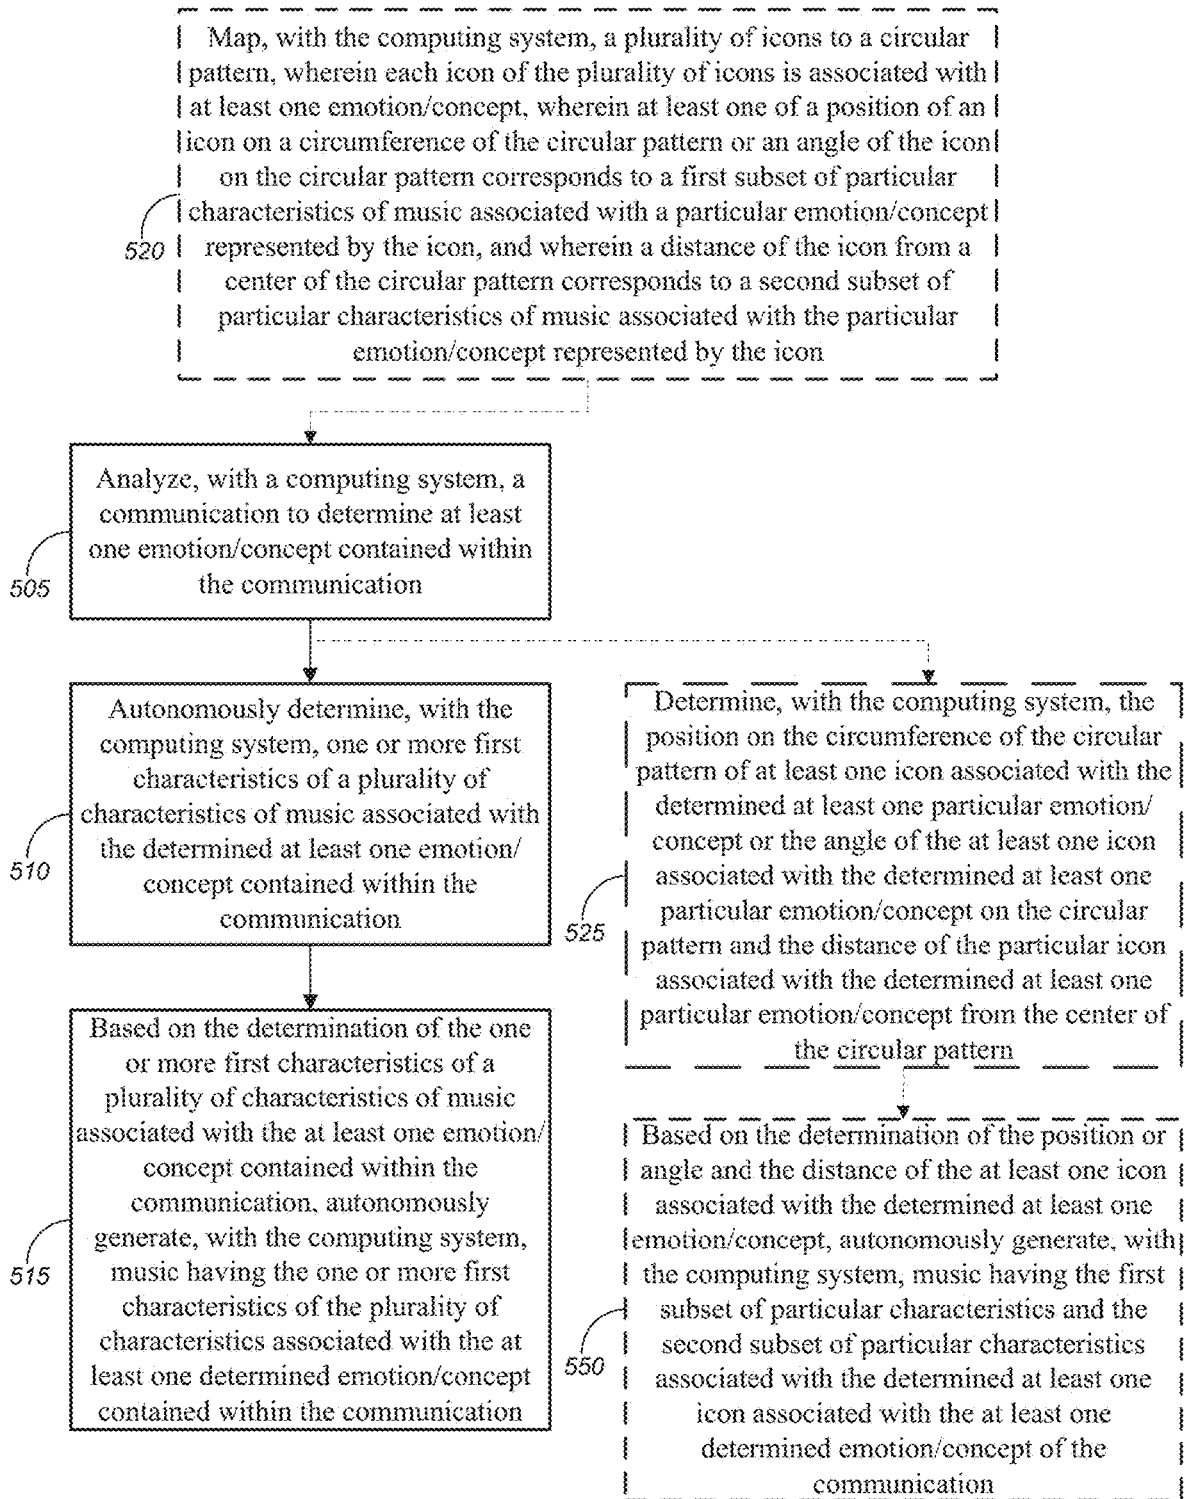 Map, with the computing system, a plurality of icons to a circular
pattern, wherein each icon of the plurality of icons is associated with
at least one emotion/concept, wherein at least one of a position of an
icon on a circumference of the circular pattern or an angle of the icon
on the circular pattern corresponds to a first subset of particular
characteristics of music associated with a particular emotion/concept
represented by the icon, and wherein a distance of the icon from a
center of the circular pattern corresponds to a second subset of
particular characteristics of music associated with the particular
emotion/concept represented by the icon
520
Analyze, with a computing system, a
communication to determine at least
one emotion/concept contained within
the communication
505
Autonomously determine, with the
computing system, one or more first
characteristics of a plurality of
characteristics of music associated with
the determined at least one emotion/
concept contained within the
communication
510
Based on the determination of the one
or more first characteristics of a
plurality of characteristics of music
associated with the at least one emotion/
concept contained within the
communication, autonomously
generate, with the computing system,
music having the one or more first
characteristics of the plurality of
characteristics associated with the at
least one determined emotion/concept
contained within the communication
515
Determine, with the computing system, the
position on the circumference of the circular
pattern of at least one icon associated with the
determined at least one particular emotion/
concept or the angle of the at least one icon
associated with the determined at least one
particular emotion/concept on the circular
pattern and the distance of the particular icon
associated with the determined at least one
particular emotion/concept from the center of
the circular pattern
525
Based on the determination of the position or
angle and the distance of the at least one icon
associated with the determined at least one
emotion/concept, autonomously generate, with
the computing system, music having the first
subset of particular characteristics and the
second subset of particular characteristics
associated with the determined at least one
icon associated with the at least one
determined emotion/concept of the
communication
550